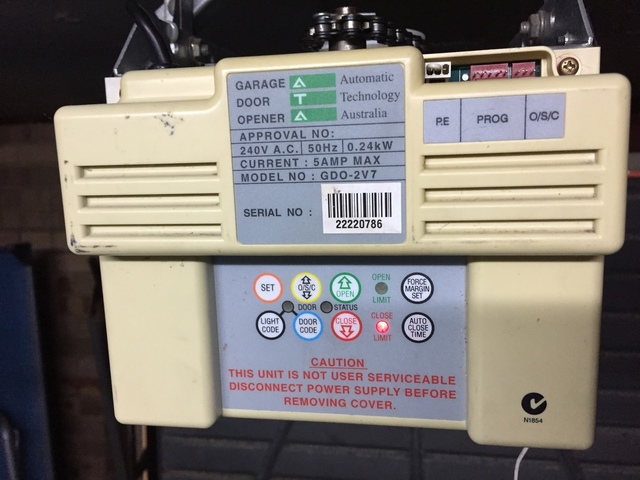 GARAGE Automatic
DOOR Technology
OPENER Australia
APPROVAL NO:
240V A.C. 50Hz 0.24kW
CURRENT : 5AMP MAX
MODEL NO : GDO-2V7
SERIAL NO :
22220786
P.E PROG O/S/C
SET O/S/C OPEN OPEN LIMIT FORCE MARGIN SET
DOOR STATUS
LIGHT CODE DOOR CODE CLOSE CLOSE LIMIT AUTO CLOSE TIME
CAUTION
THIS UNIT IS NOT USER SERVICEABLE
DISCONNECT POWER SUPPLY BEFORE
REMOVING COVER.
N1854